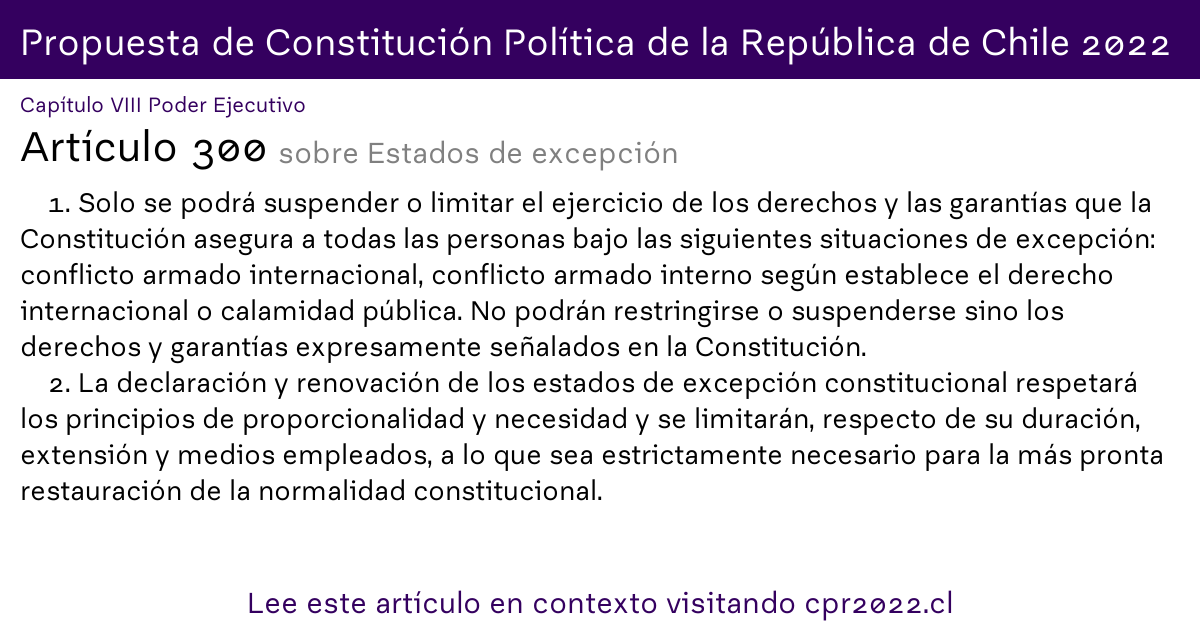 Propuesta de Constitución Política de la República de Chile 2022
Capítulo VIII Poder Ejecutivo
Artículo 300 sobre Estados de excepción
1. Solo se podrá suspender o limitar el ejercicio de los derechos y las garantías que la
Constitución asegura a todas las personas bajo las siguientes situaciones de excepción:
conflicto armado internacional, conflicto armado interno según establece el derecho
internacional o calamidad pública. No podrán restringirse o suspenderse sino los
derechos y garantías expresamente señalados en la Constitución.
2. La declaración y renovación de los estados de excepción constitucional respetará
los principios de proporcionalidad y necesidad y se limitarán, respecto de su duración,
extensión y medios empleados, a lo que sea estrictamente necesario para la más pronta
restauración de la normalidad constitucional.
Lee este artículo en contexto visitando cpr2022.cl